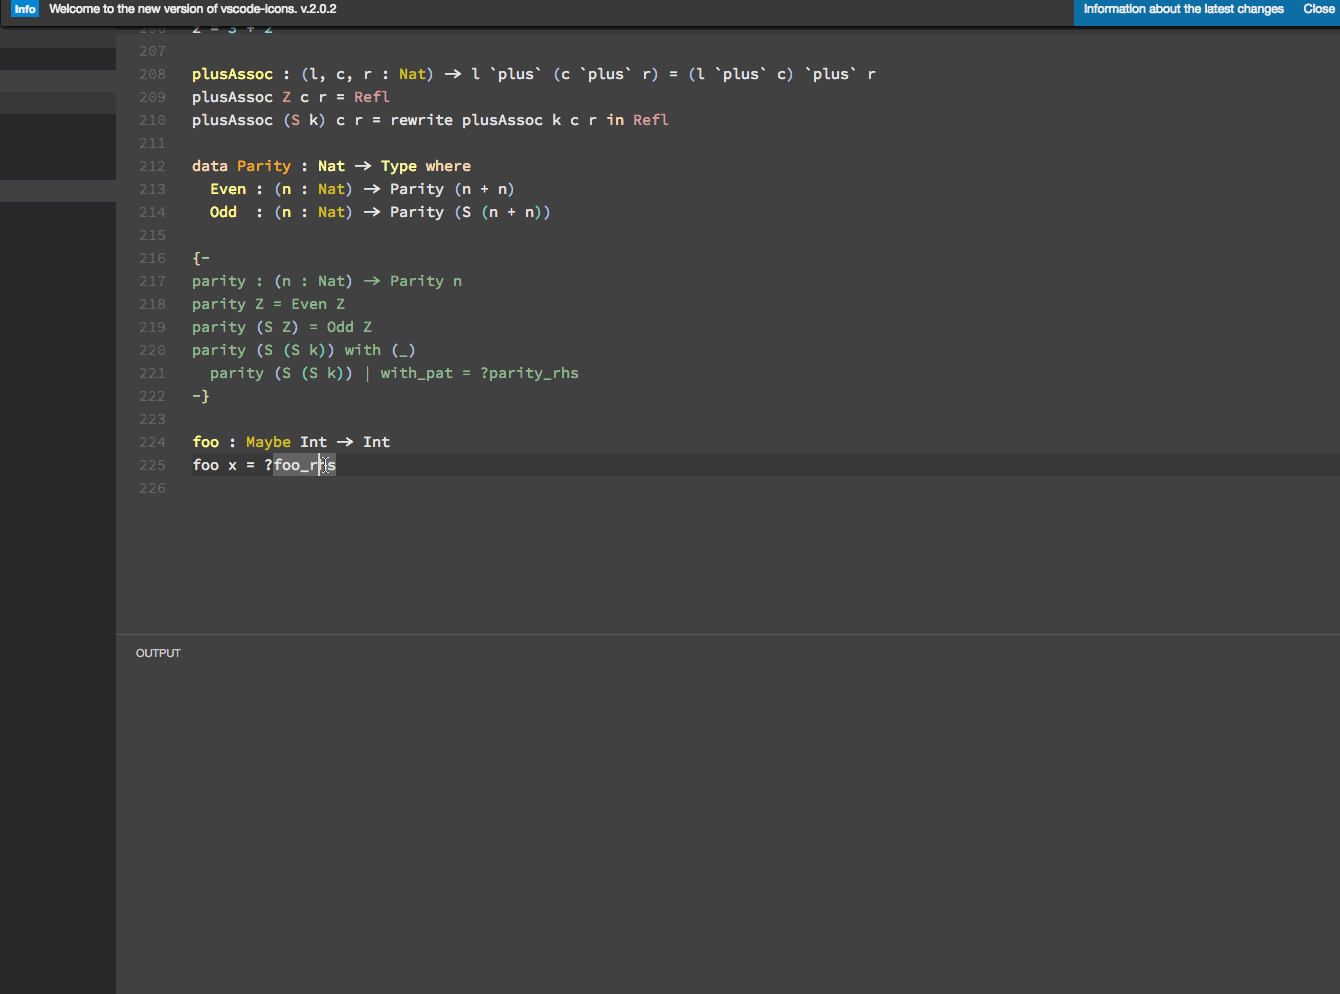 Info Welcome to the new version of vscode-icons. v.2.0.2 Information about the latest changes Close
206 Z = 3 + 2
207
208 plusAssoc : (l, c, r : Nat) → l `plus` (c `plus` r) = (l `plus` c) `plus` r
209 plusAssoc Z c r = Refl
210 plusAssoc (S k) c r = rewrite plusAssoc k c r in Refl
211
212 data Parity : Nat → Type where
213   Even : (n : Nat) → Parity (n + n)
214   Odd  : (n : Nat) → Parity (S (n + n))
215
216 {-
217 parity : (n : Nat) → Parity n
218 parity Z = Even Z
219 parity (S Z) = Odd Z
220 parity (S (S k)) with (_)
221   parity (S (S k)) | with_pat = ?parity_rhs
222 -}
223
224 foo : Maybe Int → Int
225 foo x = ?foo_rhs
226
OUTPUT